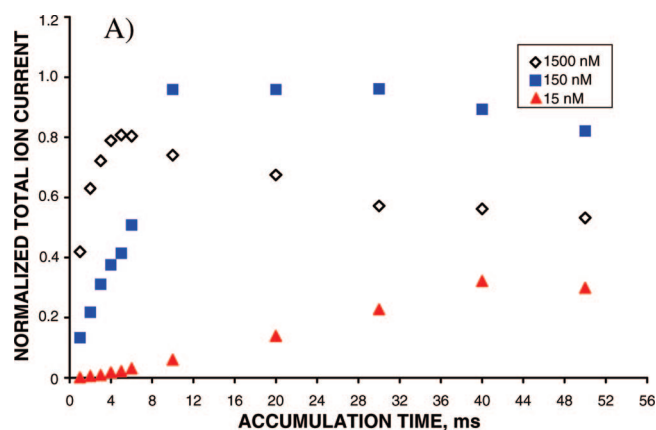 A)
1.2
1.0
0.8
0.6
0.4
0.2
0
NORMALIZED TOTAL ION CURRENT
1500 nM
150 nM
15 nM
0 4 8 12 16 20 24 28 32 36 40 44 48 52 56
ACCUMULATION TIME, ms